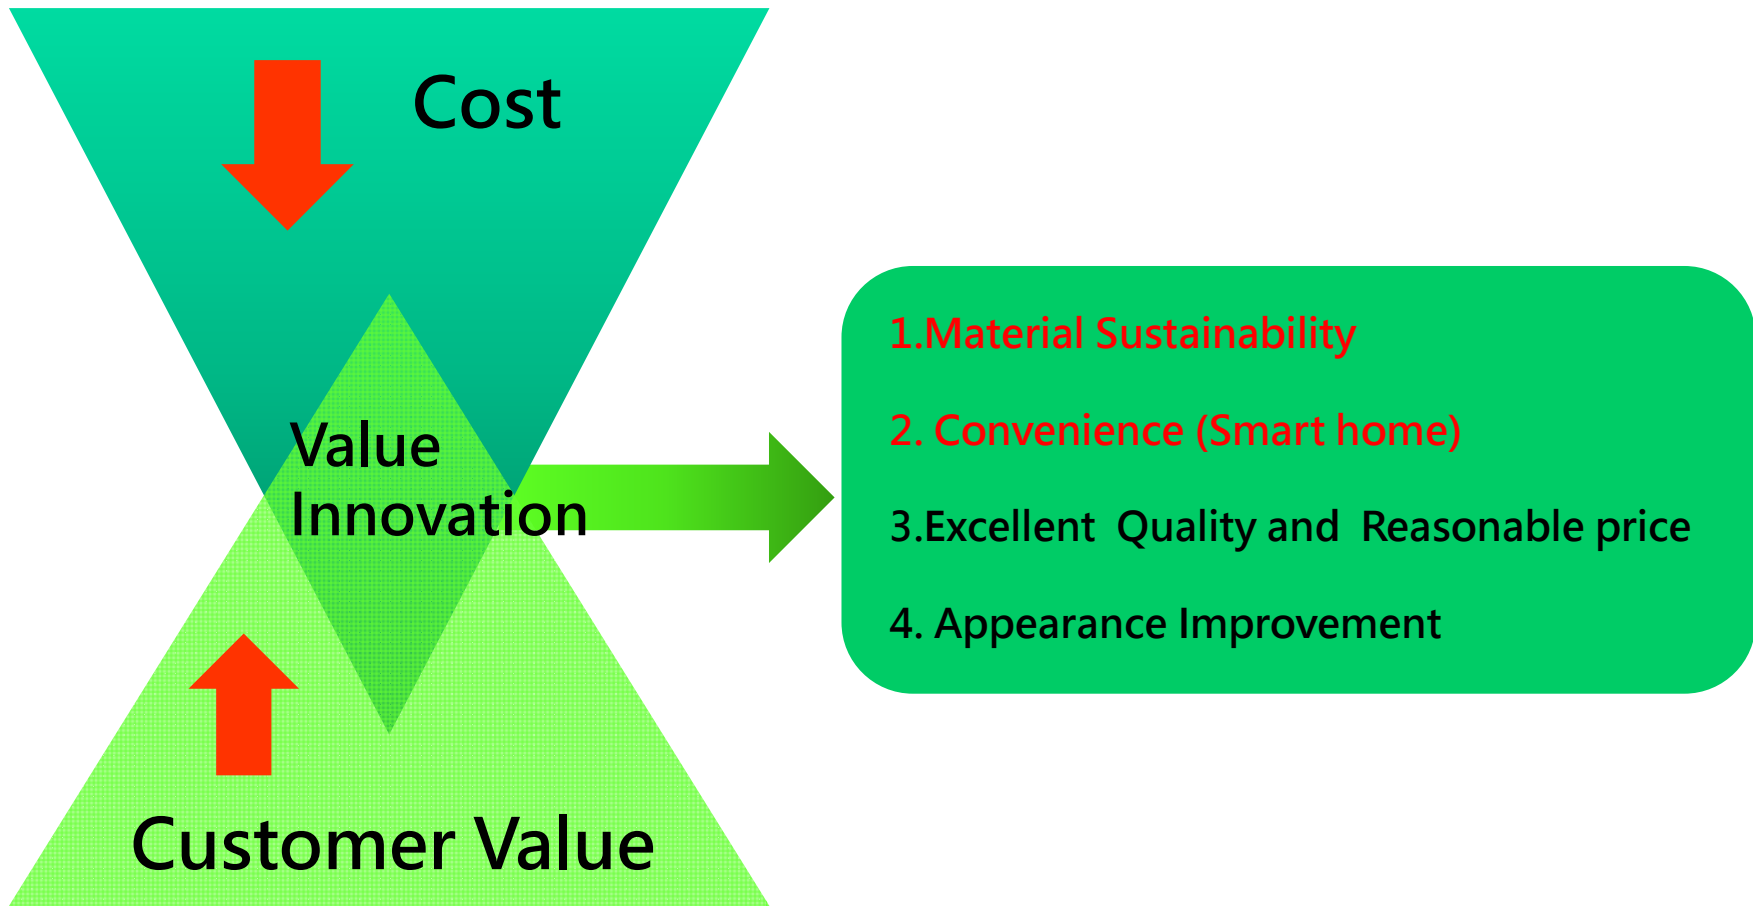 Cost
Value
Innovation
Customer Value
1.Material Sustainability
2. Convenience (Smart home)
3.Excellent  Quality and  Reasonable price
4. Appearance Improvement